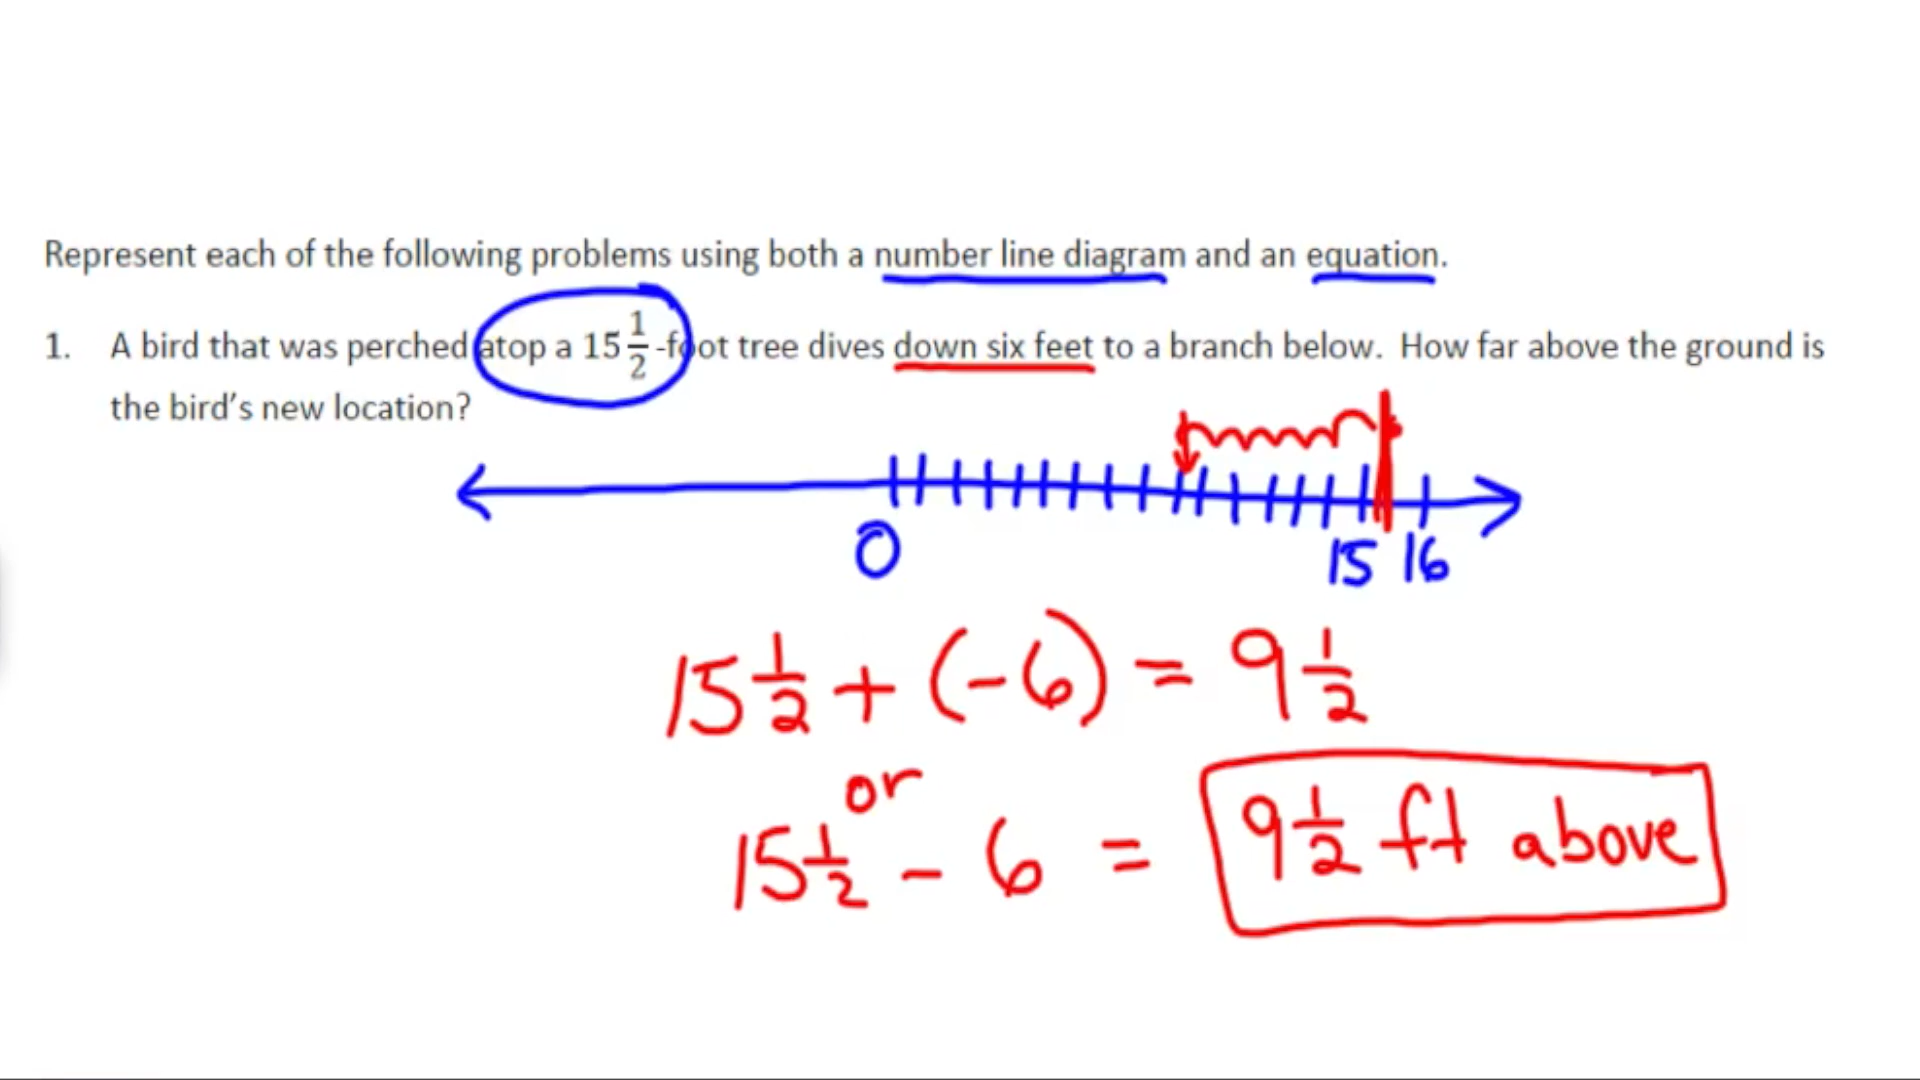 Represent each of the following problems using both a number line diagram and an equation.
1. A bird that was perched atop a 15 1/2 -foot tree dives down six feet to a branch below. How far above the ground is
the bird's new location?
0 15 16
15 1/2 + (-6) = 9 1/2
or
15 1/2 - 6 = 9 1/2 ft above